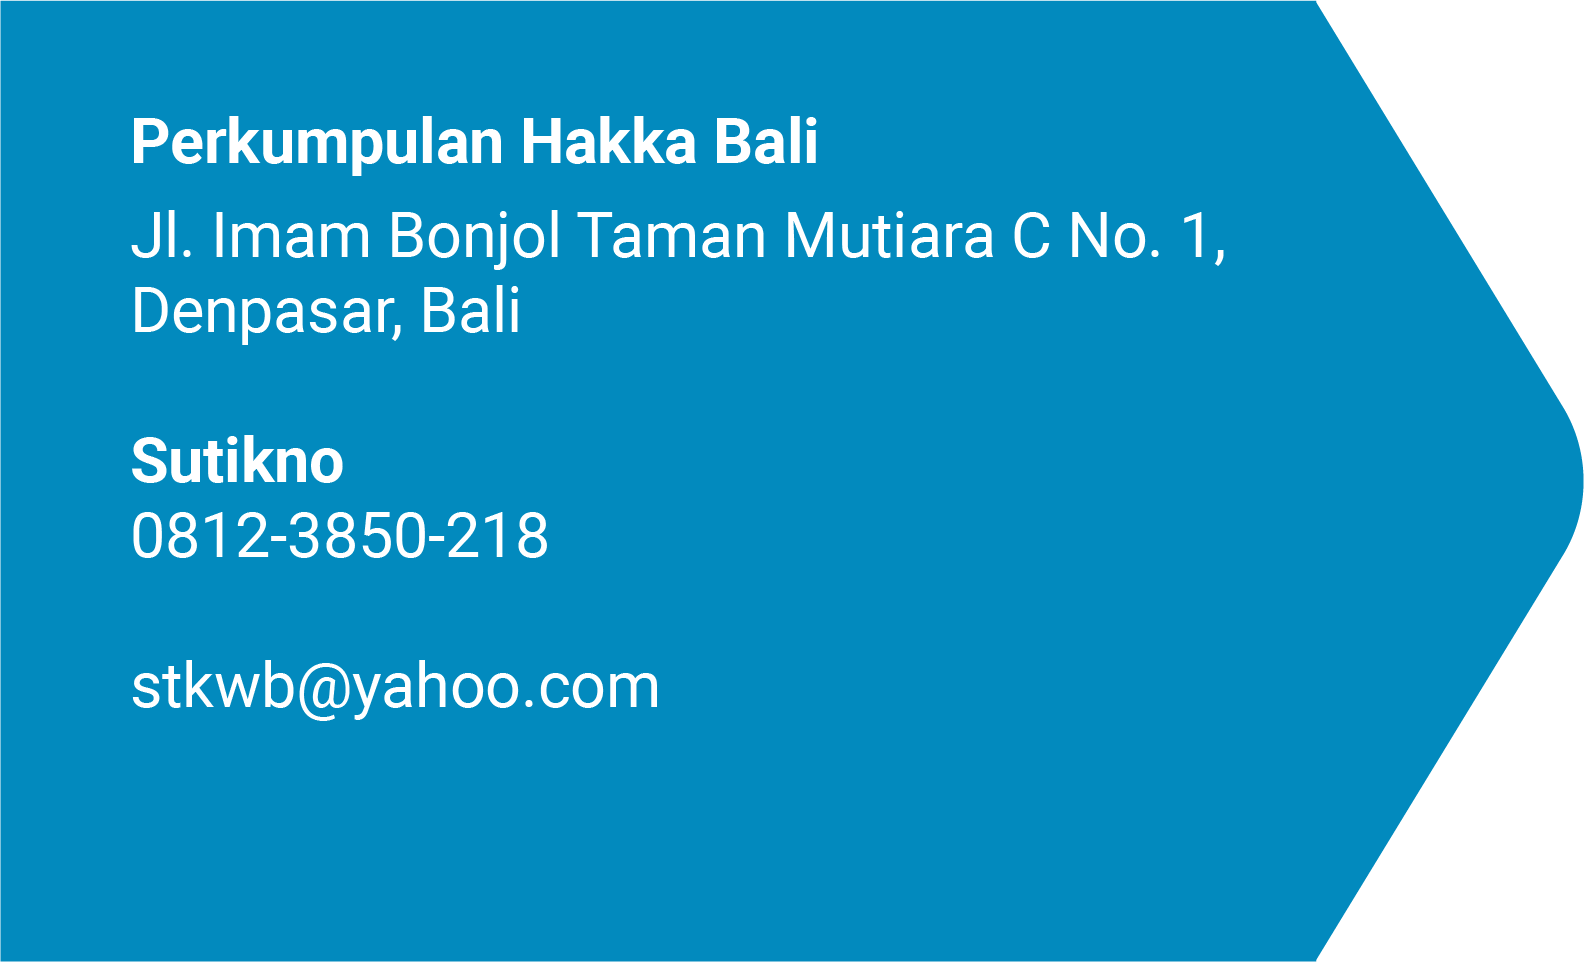 Perkumpulan Hakka Bali
Jl. Imam Bonjol Taman Mutiara C No. 1,
Denpasar, Bali
Sutikno
0812-3850-218
stkwb@yahoo.com